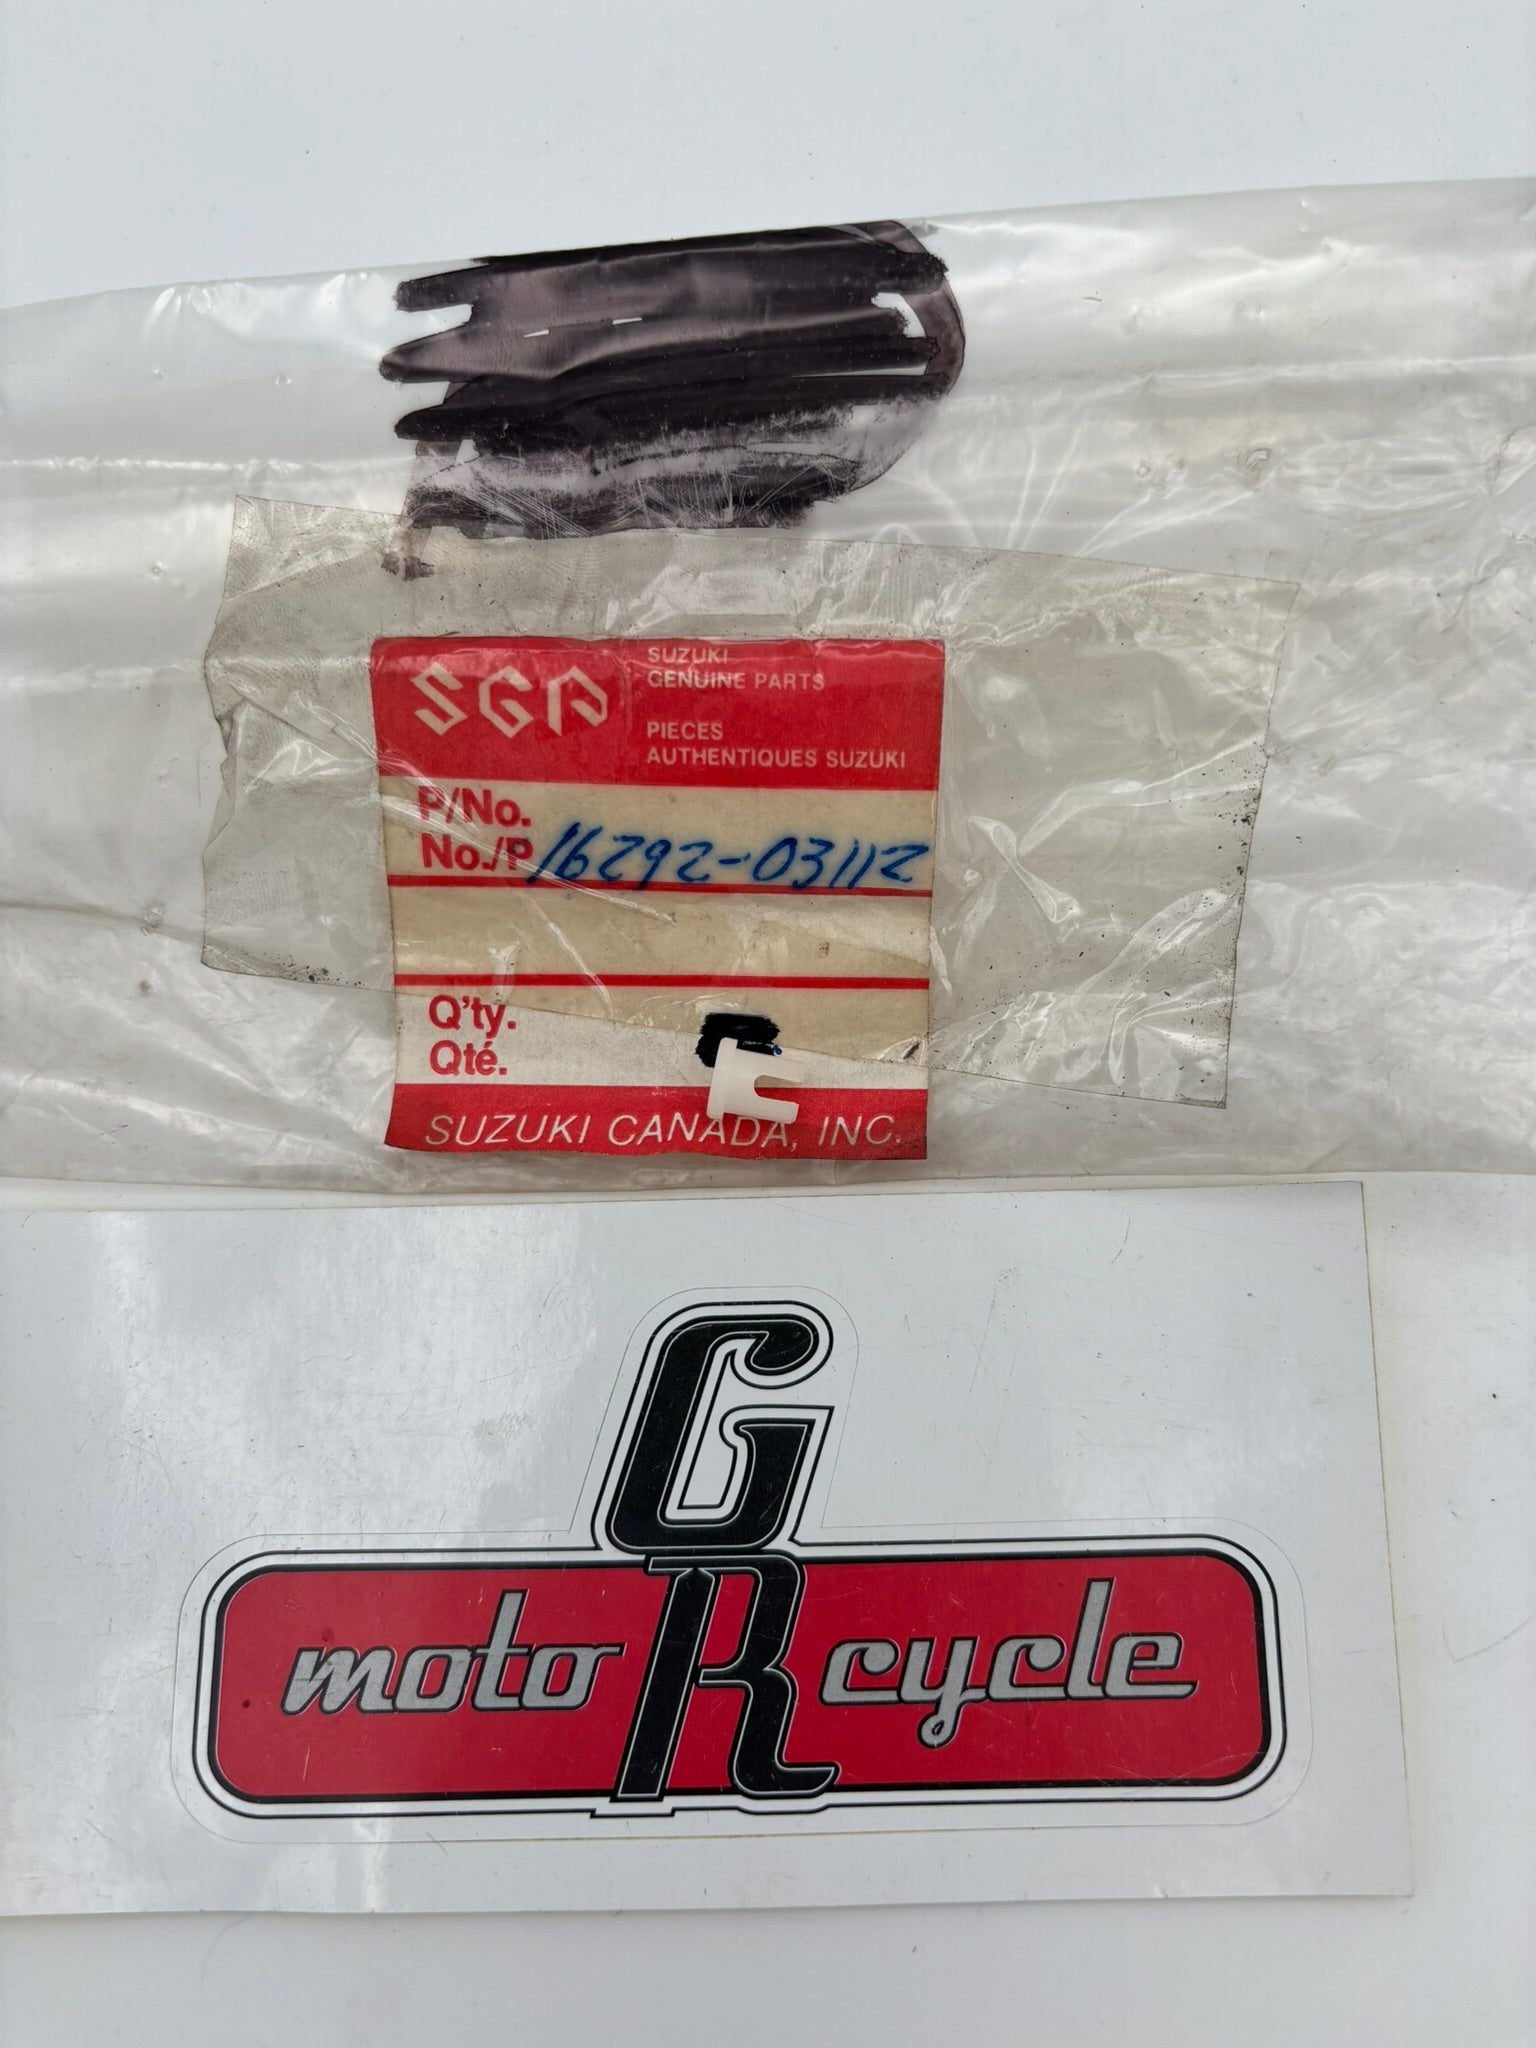 SGP
SUZUKI
GENUINE PARTS
PIECES
AUTHENTIQUES SUZUKI
P/No.
No./P 16292-03112
Q'ty.
Qté.
SUZUKI CANADA, INC.
G
moto R cycle